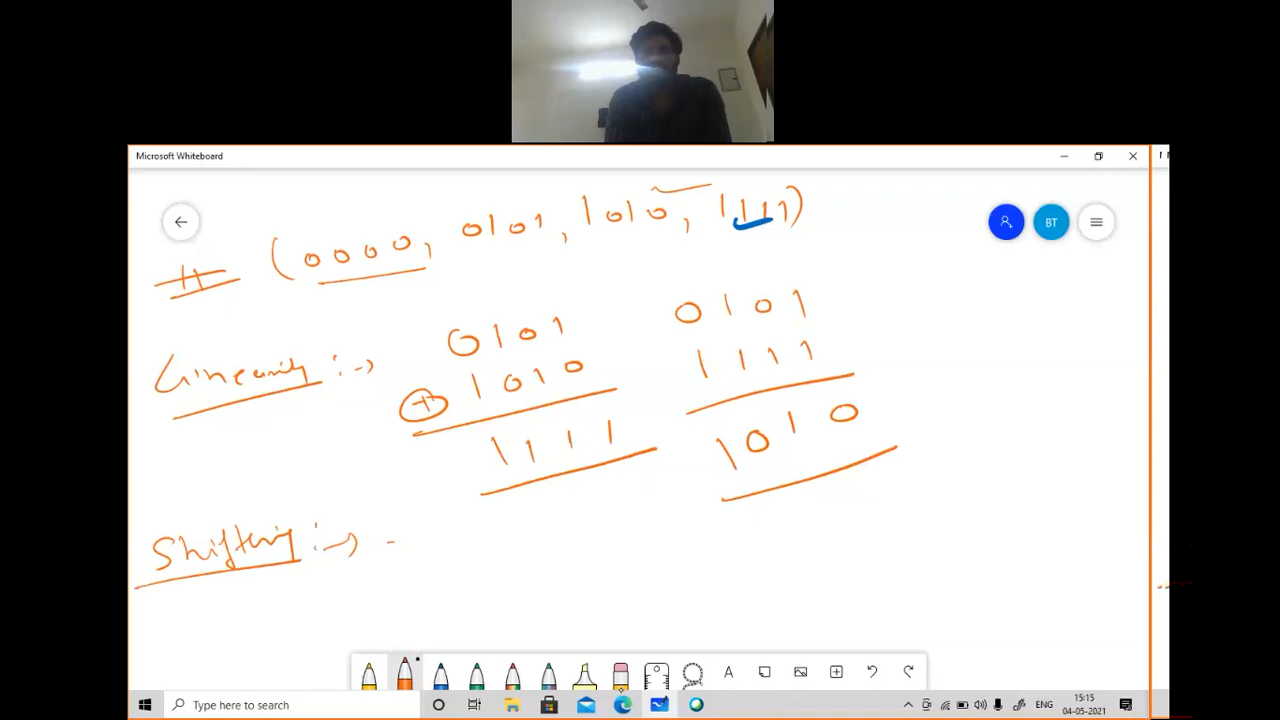 Microsoft Whiteboard
BT
# (0000, 0101, 1010, 1111)
Linearity :→
0101
⊕ 1010
1111
0101
1111
1010
Shifting :→ -
A
Type here to search
ENG
15:15
04-05-2021